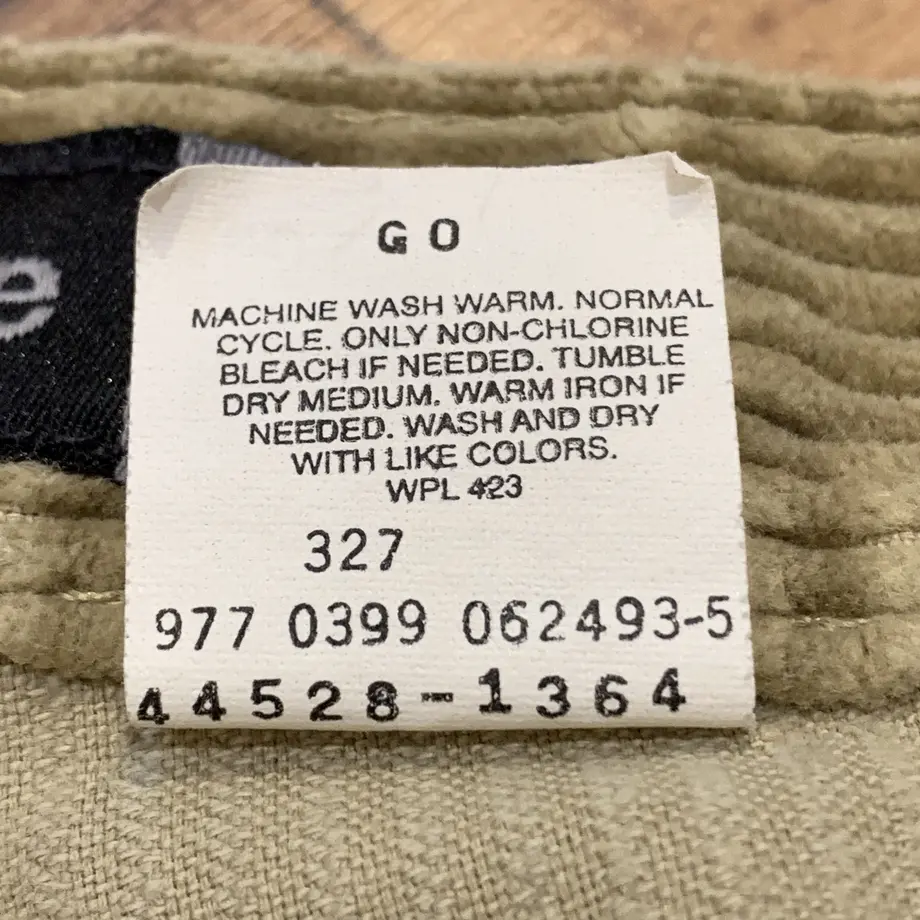 e
GO
MACHINE WASH WARM. NORMAL
CYCLE. ONLY NON-CHLORINE
BLEACH IF NEEDED. TUMBLE
DRY MEDIUM. WARM IRON IF
NEEDED. WASH AND DRY
WITH LIKE COLORS.
WPL 423
327
977 0399 062493-5
44528-1364